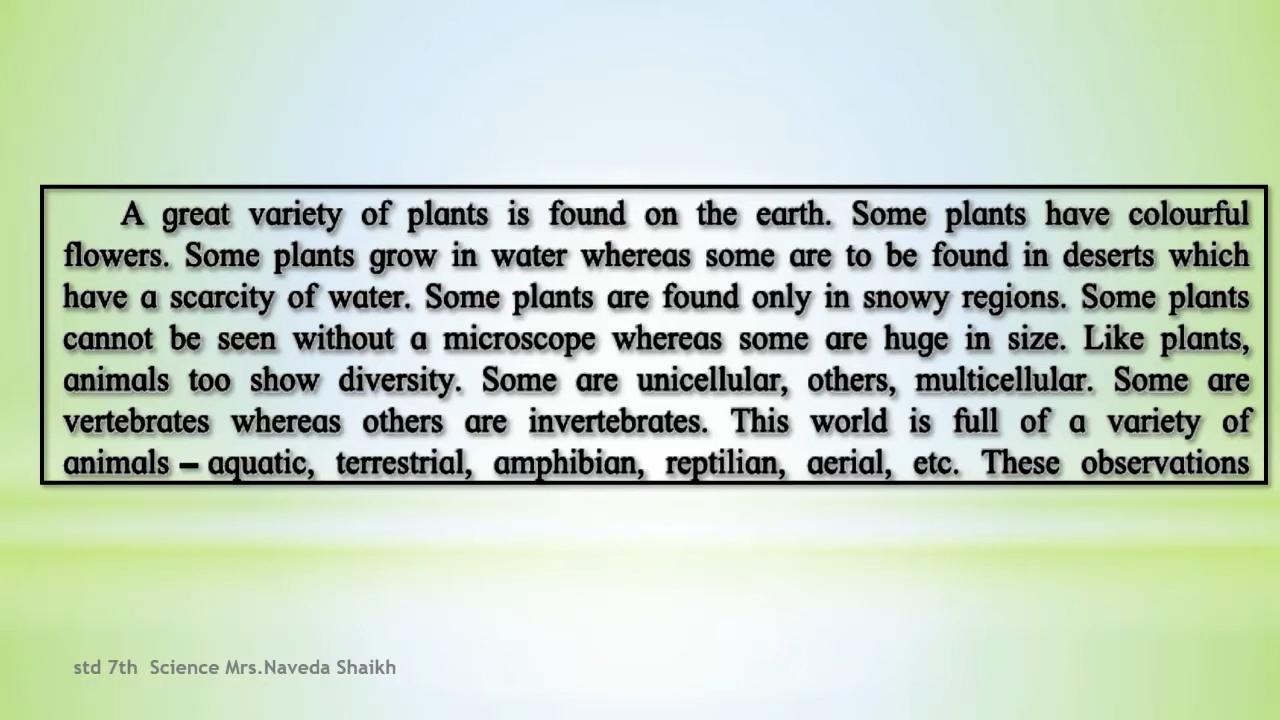 A great variety of plants is found on the earth. Some plants have colourful
flowers. Some plants grow in water whereas some are to be found in deserts which
have a scarcity of water. Some plants are found only in snowy regions. Some plants
cannot be seen without a microscope whereas some are huge in size. Like plants,
animals too show diversity. Some are unicellular, others, multicellular. Some are
vertebrates whereas others are invertebrates. This world is full of a variety of
animals – aquatic, terrestrial, amphibian, reptilian, aerial, etc. These observations
std 7th Science Mrs.Naveda Shaikh